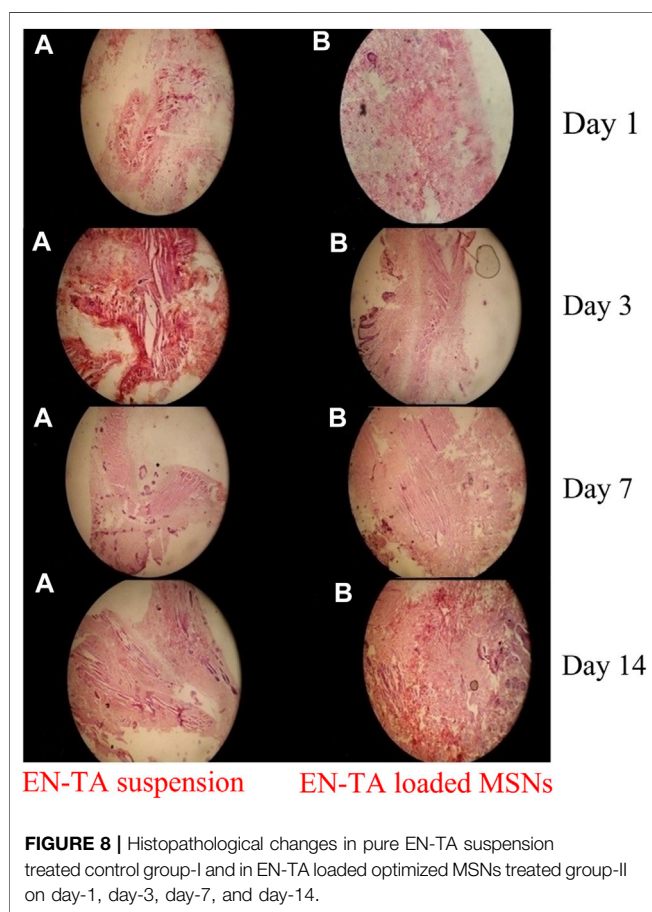 A B
Day 1
A B
Day 3
A B
Day 7
A B
Day 14
EN-TA suspension EN-TA loaded MSNs
FIGURE 8 | Histopathological changes in pure EN-TA suspension
treated control group-I and in EN-TA loaded optimized MSNs treated group-II
on day-1, day-3, day-7, and day-14.